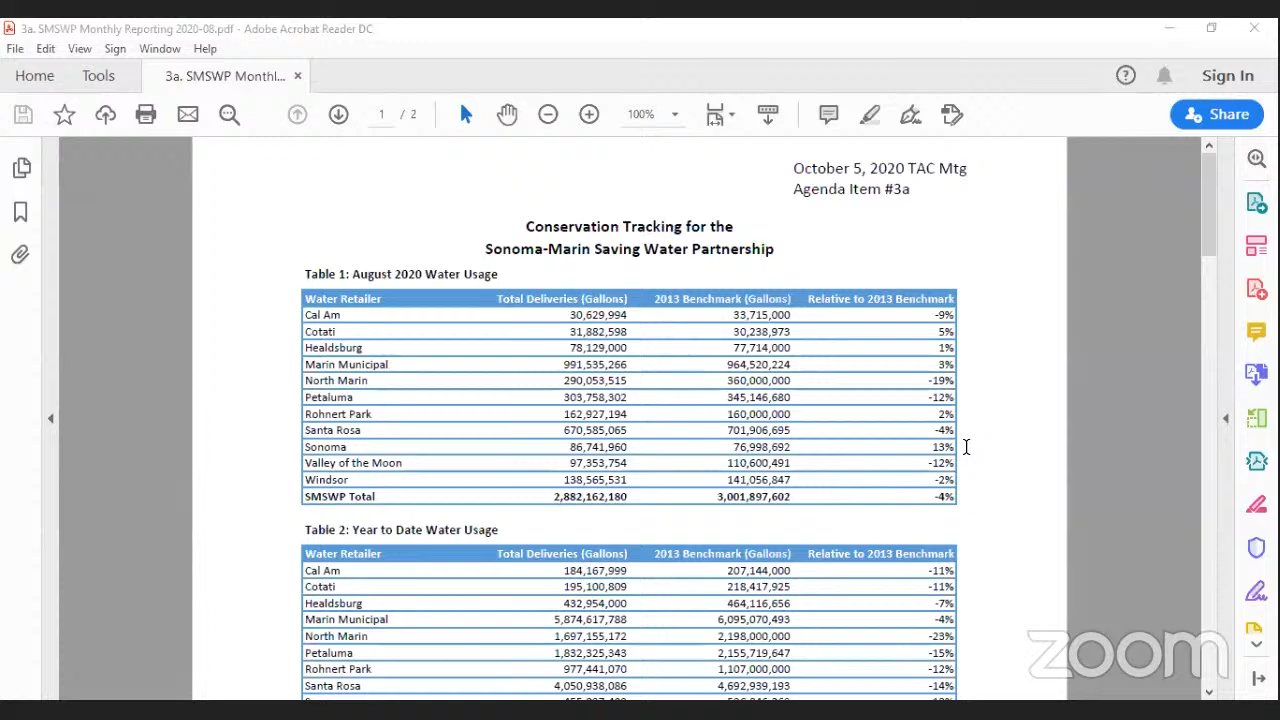 3a. SMSWP Monthly Reporting 2020-08.pdf - Adobe Acrobat Reader DC
File Edit View Sign Window Help
Home Tools 3a. SMSWP Monthl... × Sign In
1 / 2 100% Share
October 5, 2020 TAC Mtg
Agenda Item #3a
Conservation Tracking for the
Sonoma-Marin Saving Water Partnership
Table 1: August 2020 Water Usage
Water Retailer Total Deliveries (Gallons) 2013 Benchmark (Gallons) Relative to 2013 Benchmark
Cal Am 30,629,994 33,715,000 -9%
Cotati 31,882,598 30,238,973 5%
Healdsburg 78,129,000 77,714,000 1%
Marin Municipal 991,535,266 964,520,224 3%
North Marin 290,053,515 360,000,000 -19%
Petaluma 303,758,302 345,146,680 -12%
Rohnert Park 162,927,194 160,000,000 2%
Santa Rosa 670,585,065 701,906,695 -4%
Sonoma 86,741,960 76,998,692 13%
Valley of the Moon 97,353,754 110,600,491 -12%
Windsor 138,565,531 141,056,847 -2%
SMSWP Total 2,882,162,180 3,001,897,602 -4%
Table 2: Year to Date Water Usage
Water Retailer Total Deliveries (Gallons) 2013 Benchmark (Gallons) Relative to 2013 Benchmark
Cal Am 184,167,999 207,144,000 -11%
Cotati 195,100,809 218,417,925 -11%
Healdsburg 432,954,000 464,116,656 -7%
Marin Municipal 5,874,617,788 6,095,070,493 -4%
North Marin 1,697,155,172 2,198,000,000 -23%
Petaluma 1,832,325,343 2,155,719,647 -15%
Rohnert Park 977,441,070 1,107,000,000 -12%
Santa Rosa 4,050,938,086 4,692,939,193 -14%
zoom